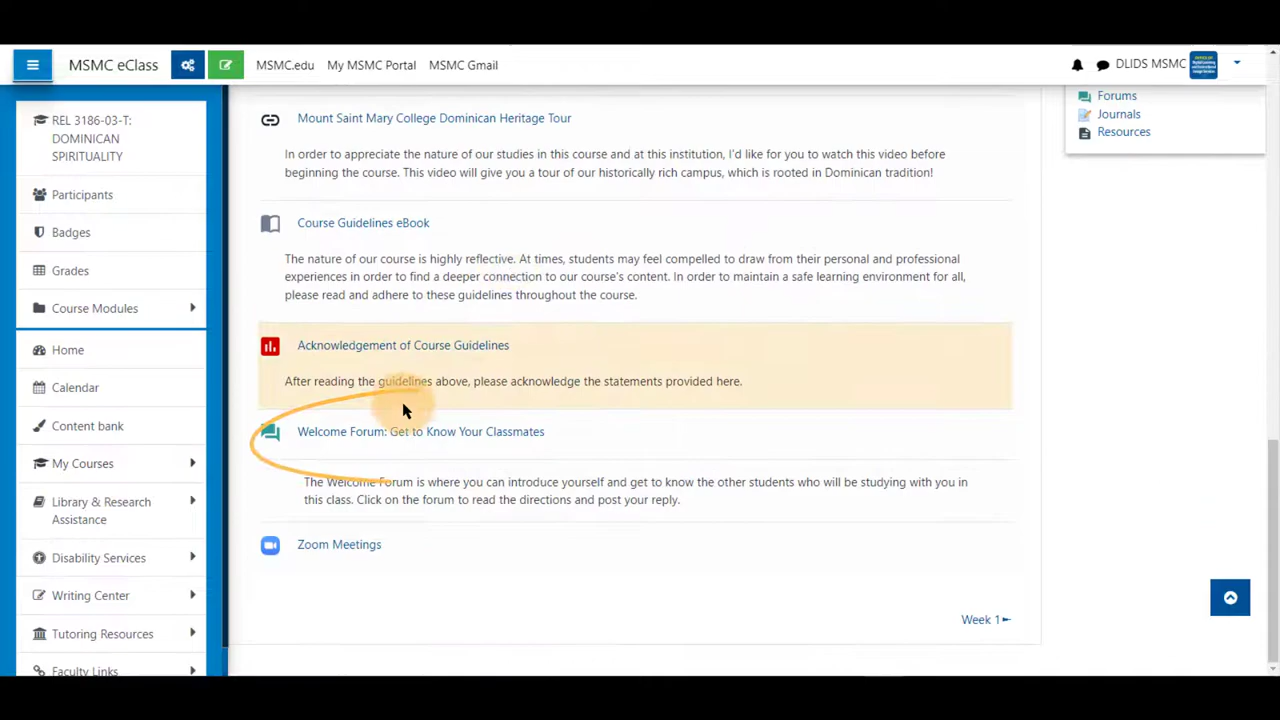 MSMC eClass
MSMC.edu
My MSMC Portal
MSMC Gmail
DLIDS MSMC
REL 3186-03-T:
DOMINICAN
SPIRITUALITY
Participants
Badges
Grades
Course Modules
Home
Calendar
Content bank
My Courses
Library & Research
Assistance
Disability Services
Writing Center
Tutoring Resources
Faculty Links
Mount Saint Mary College Dominican Heritage Tour
In order to appreciate the nature of our studies in this course and at this institution, I'd like for you to watch this video before
beginning the course. This video will give you a tour of our historically rich campus, which is rooted in Dominican tradition!
Course Guidelines eBook
The nature of our course is highly reflective. At times, students may feel compelled to draw from their personal and professional
experiences in order to find a deeper connection to our course's content. In order to maintain a safe learning environment for all,
please read and adhere to these guidelines throughout the course.
Acknowledgement of Course Guidelines
After reading the guidelines above, please acknowledge the statements provided here.
Welcome Forum: Get to Know Your Classmates
The Welcome Forum is where you can introduce yourself and get to know the other students who will be studying with you in
this class. Click on the forum to read the directions and post your reply.
Zoom Meetings
Week 1►
Forums
Journals
Resources